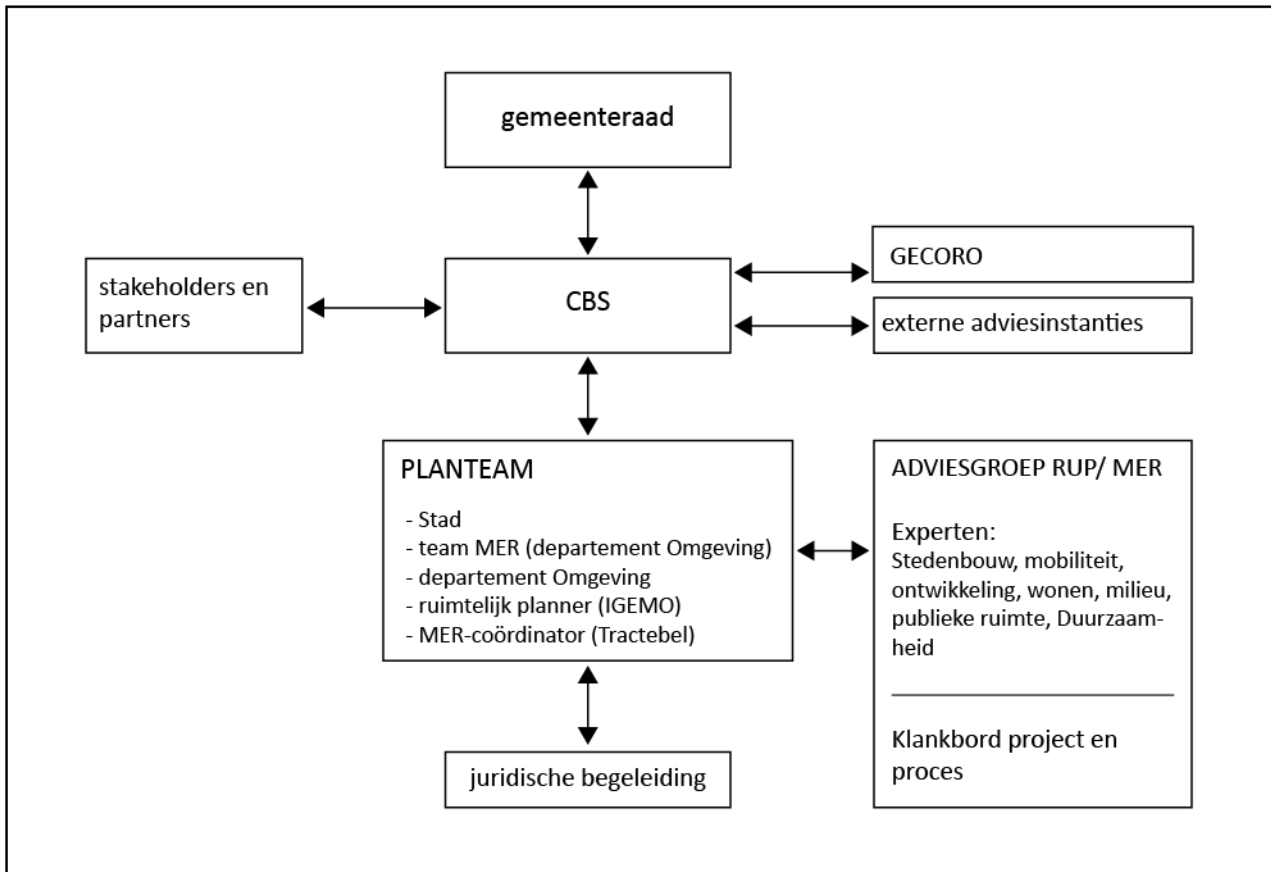 gemeenteraad
stakeholders en
partners
CBS
GECORO
externe adviesinstanties
PLANTEAM
- Stad
- team MER (departement Omgeving)
- departement Omgeving
- ruimtelijk planner (IGEMO)
- MER-coördinator (Tractebel)
ADVIESGROEP RUP/ MER
Experten:
Stedenbouw, mobiliteit,
ontwikkeling, wonen, milieu,
publieke ruimte, Duurzaam-
heid
Klankbord project en
proces
juridische begeleiding